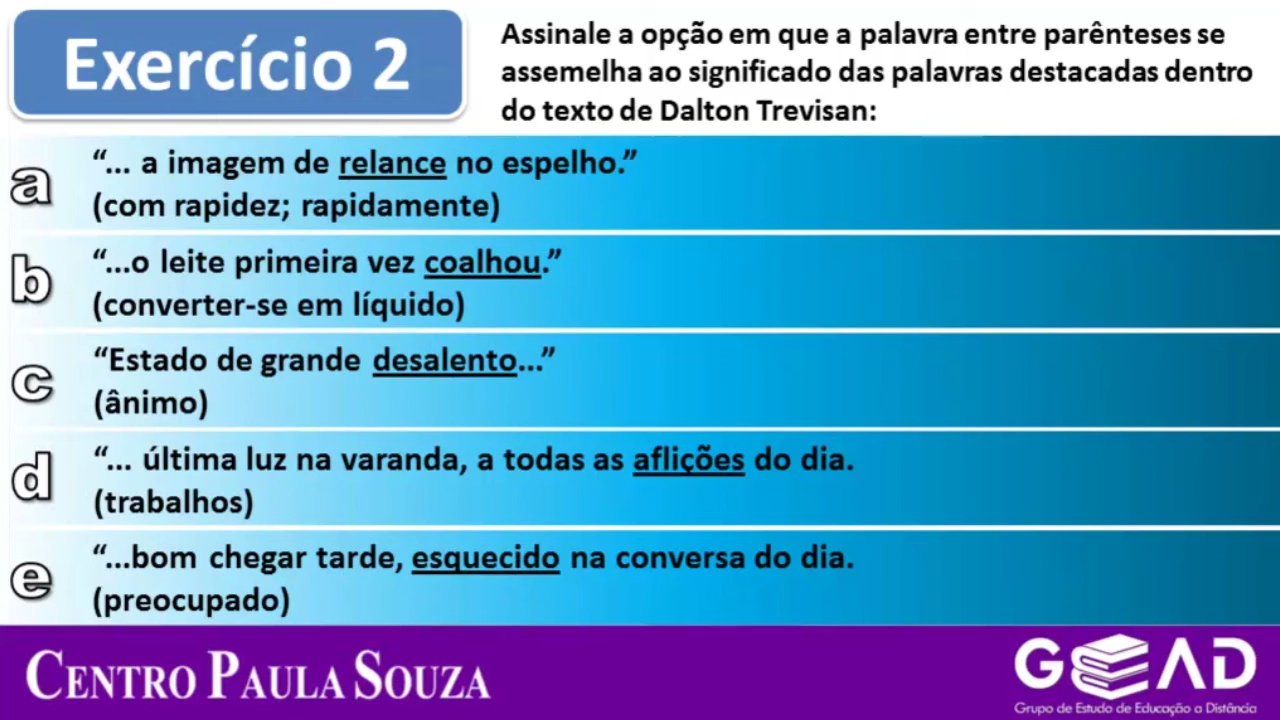 Exercício 2
Assinale a opção em que a palavra entre parênteses se
assemelha ao significado das palavras destacadas dentro
do texto de Dalton Trevisan:
a
“... a imagem de relance no espelho.”
(com rapidez; rapidamente)
b
“...o leite primeira vez coalhou.”
(converter-se em líquido)
c
“Estado de grande desalento...”
(ânimo)
d
“... última luz na varanda, a todas as aflições do dia.
(trabalhos)
e
“...bom chegar tarde, esquecido na conversa do dia.
(preocupado)
CENTRO PAULA SOUZA
GEAD
Grupo de Estudo de Educação a Distância